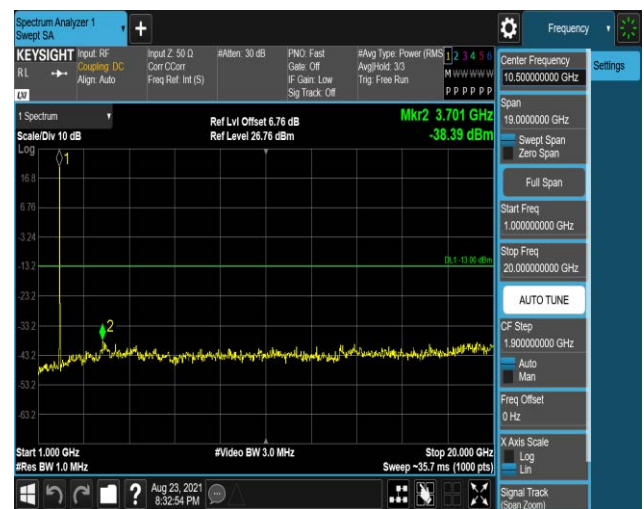 Spectrum Analyzer 1
Swept SA
+
Frequency
KEYSIGHT
RL
LXI
Input: RF
Coupling: DC
Align: Auto
Input Z: 50 Ω
Corr CCorr
Freq Ref: Int (S)
#Atten: 30 dB
PNO: Fast
Gate: Off
IF Gain: Low
Sig Track: Off
#Avg Type: Power (RMS
Avg|Hold: 3/3
Trig: Free Run
1 2 3 4 5 6
M W W W W W
P P P P P P
1 Spectrum
Scale/Div 10 dB
Log
Ref Lvl Offset 6.76 dB
Ref Level 26.76 dBm
Mkr2 3.701 GHz
-38.39 dBm
1
16.8
6.76
-3.24
-13.2
DL1 -13.00 dBm
-23.2
-33.2
2
-43.2
-53.2
-63.2
Start 1.000 GHz
#Res BW 1.0 MHz
#Video BW 3.0 MHz
Stop 20.000 GHz
Sweep ~35.7 ms (1000 pts)
?
Aug 23, 2021
8:32:54 PM
Center Frequency
10.500000000 GHz
Settings
Span
19.0000000 GHz
Swept Span
Zero Span
Full Span
Start Freq
1.000000000 GHz
Stop Freq
20.000000000 GHz
AUTO TUNE
CF Step
1.900000000 GHz
Auto
Man
Freq Offset
0 Hz
X Axis Scale
Log
Lin
Signal Track
(Span Zoom)